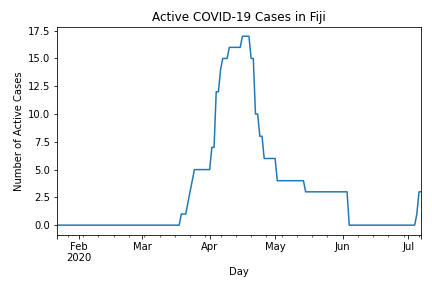 Active COVID-19 Cases in Fiji
17.5
15.0
12.5
10.0
7.5
5.0
2.5
0.0
Number of Active Cases
Feb Mar Apr May Jun Jul
2020
Day